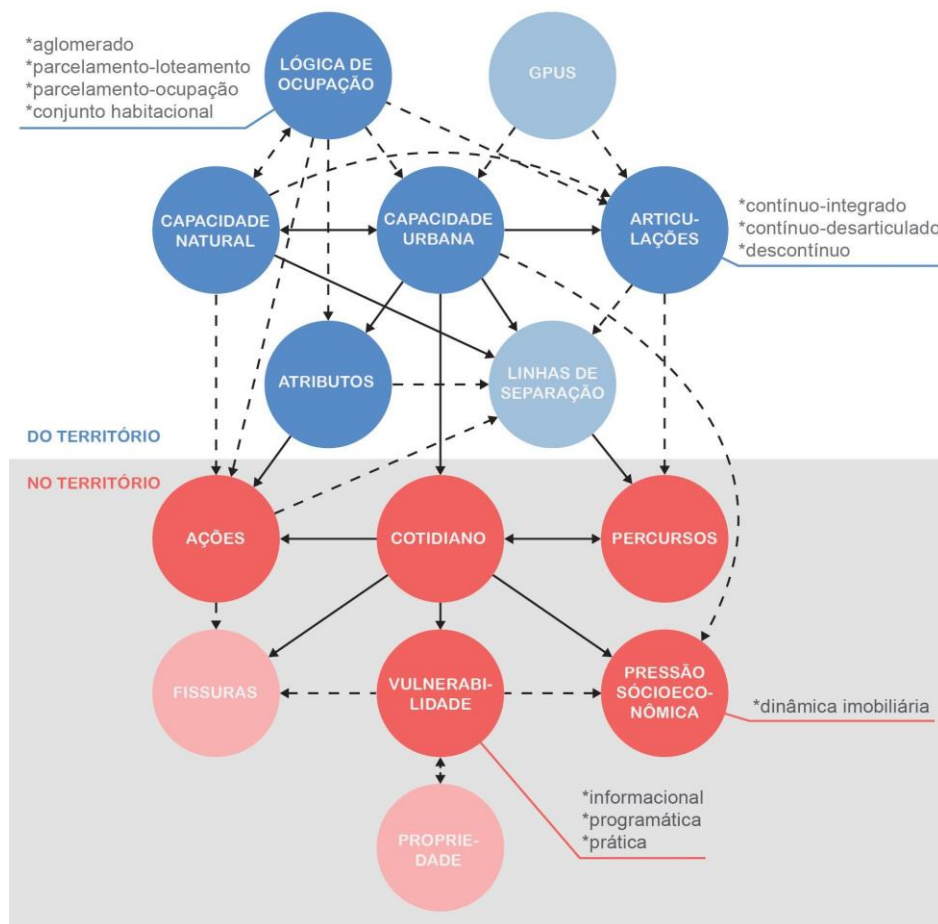 *aglomerado
*parcelamento-loteamento
*parcelamento-ocupação
*conjunto habitacional
LÓGICA DE
OCUPAÇÃO
GPUS
CAPACIDADE
NATURAL
CAPACIDADE
URBANA
ARTICU-
LAÇÕES
*contínuo-integrado
*contínuo-desarticulado
*descontínuo
ATRIBUTOS
LINHAS DE
SEPARAÇÃO
DO TERRITÓRIO
NO TERRITÓRIO
AÇÕES
COTIDIANO
PERCURSOS
FISSURAS
VULNERABI-
LIDADE
PRESSÃO
SÓCIOECO-
NÔMICA
*dinâmica imobiliária
*informacional
*programática
*prática
PROPRIE-
DADE